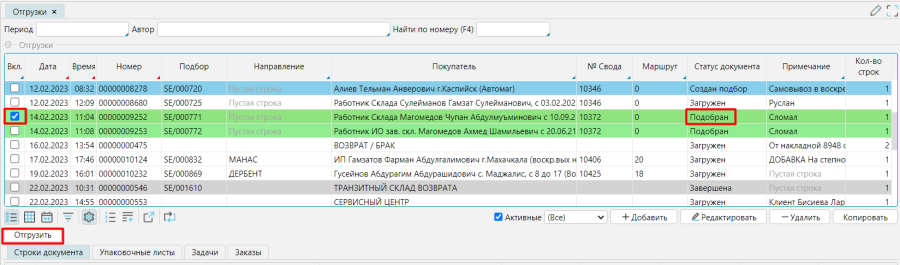 Отгрузки ×
Период Автор Найти по номеру (F4)
Отгрузки
Вкл. Дата Время Номер Подбор Направление Покупатель № Свода Маршрут Статус документа Примечание Кол-во строк
12.02.2023 08:32 00000008278 SE/000720 Пустая строка Алиев Тельман Анверович г.Каспийск (Автомаг) 10346 0 Создан подбор Самовывоз в воскре 1
12.02.2023 12:09 00000008680 SE/000725 Пустая строка Работник Склада Сулейманов Гамзат Сулейманович, с 03.02.202 10346 0 Загружен Руслан 1
14.02.2023 11:04 00000009252 SE/000771 Пустая строка Работник Склада Магомедов Чупан Абдулмуъминович с 10.09.2 10372 0 Подобран Сломал 1
14.02.2023 11:08 00000009253 SE/000772 Пустая строка Работник ИО зав. скл. Магомедов Ахмед Шамильевич с 20.06.21 10372 0 Подобран Сломал 1
16.02.2023 13:54 00000000475 ВОЗВРАТ / БРАК Загружен От накладной 8948 с 2
17.02.2023 17:46 00000010124 SE/000832 МАНАС ИП Гамзатов Фарман Абдулгалимович г.Махачкала (воскр.вых н 10406 20 Загружен ДОБАВКА На степно 1
19.02.2023 16:01 00000010232 SE/000869 ДЕРБЕНТ Гусейнов Абдурагим Абдурашидович с. Маджалис, с 8 до 17 (Во 10425 18 Загружен Пустая строка 1
22.02.2023 10:31 00000000546 SE/001610 ТРАНЗИТНЫЙ СКЛАД ВОЗВРАТА Завершена Пустая строка 1
22.02.2023 14:55 00000000553 СЕРВИСНЫЙ ЦЕНТР Загружен Клиент Бисиева Лар 1
Активные (Все) + Добавить Редактировать — Удалить Копировать
Отгрузить
Строки документа Упаковочные листы Задачи Заказы